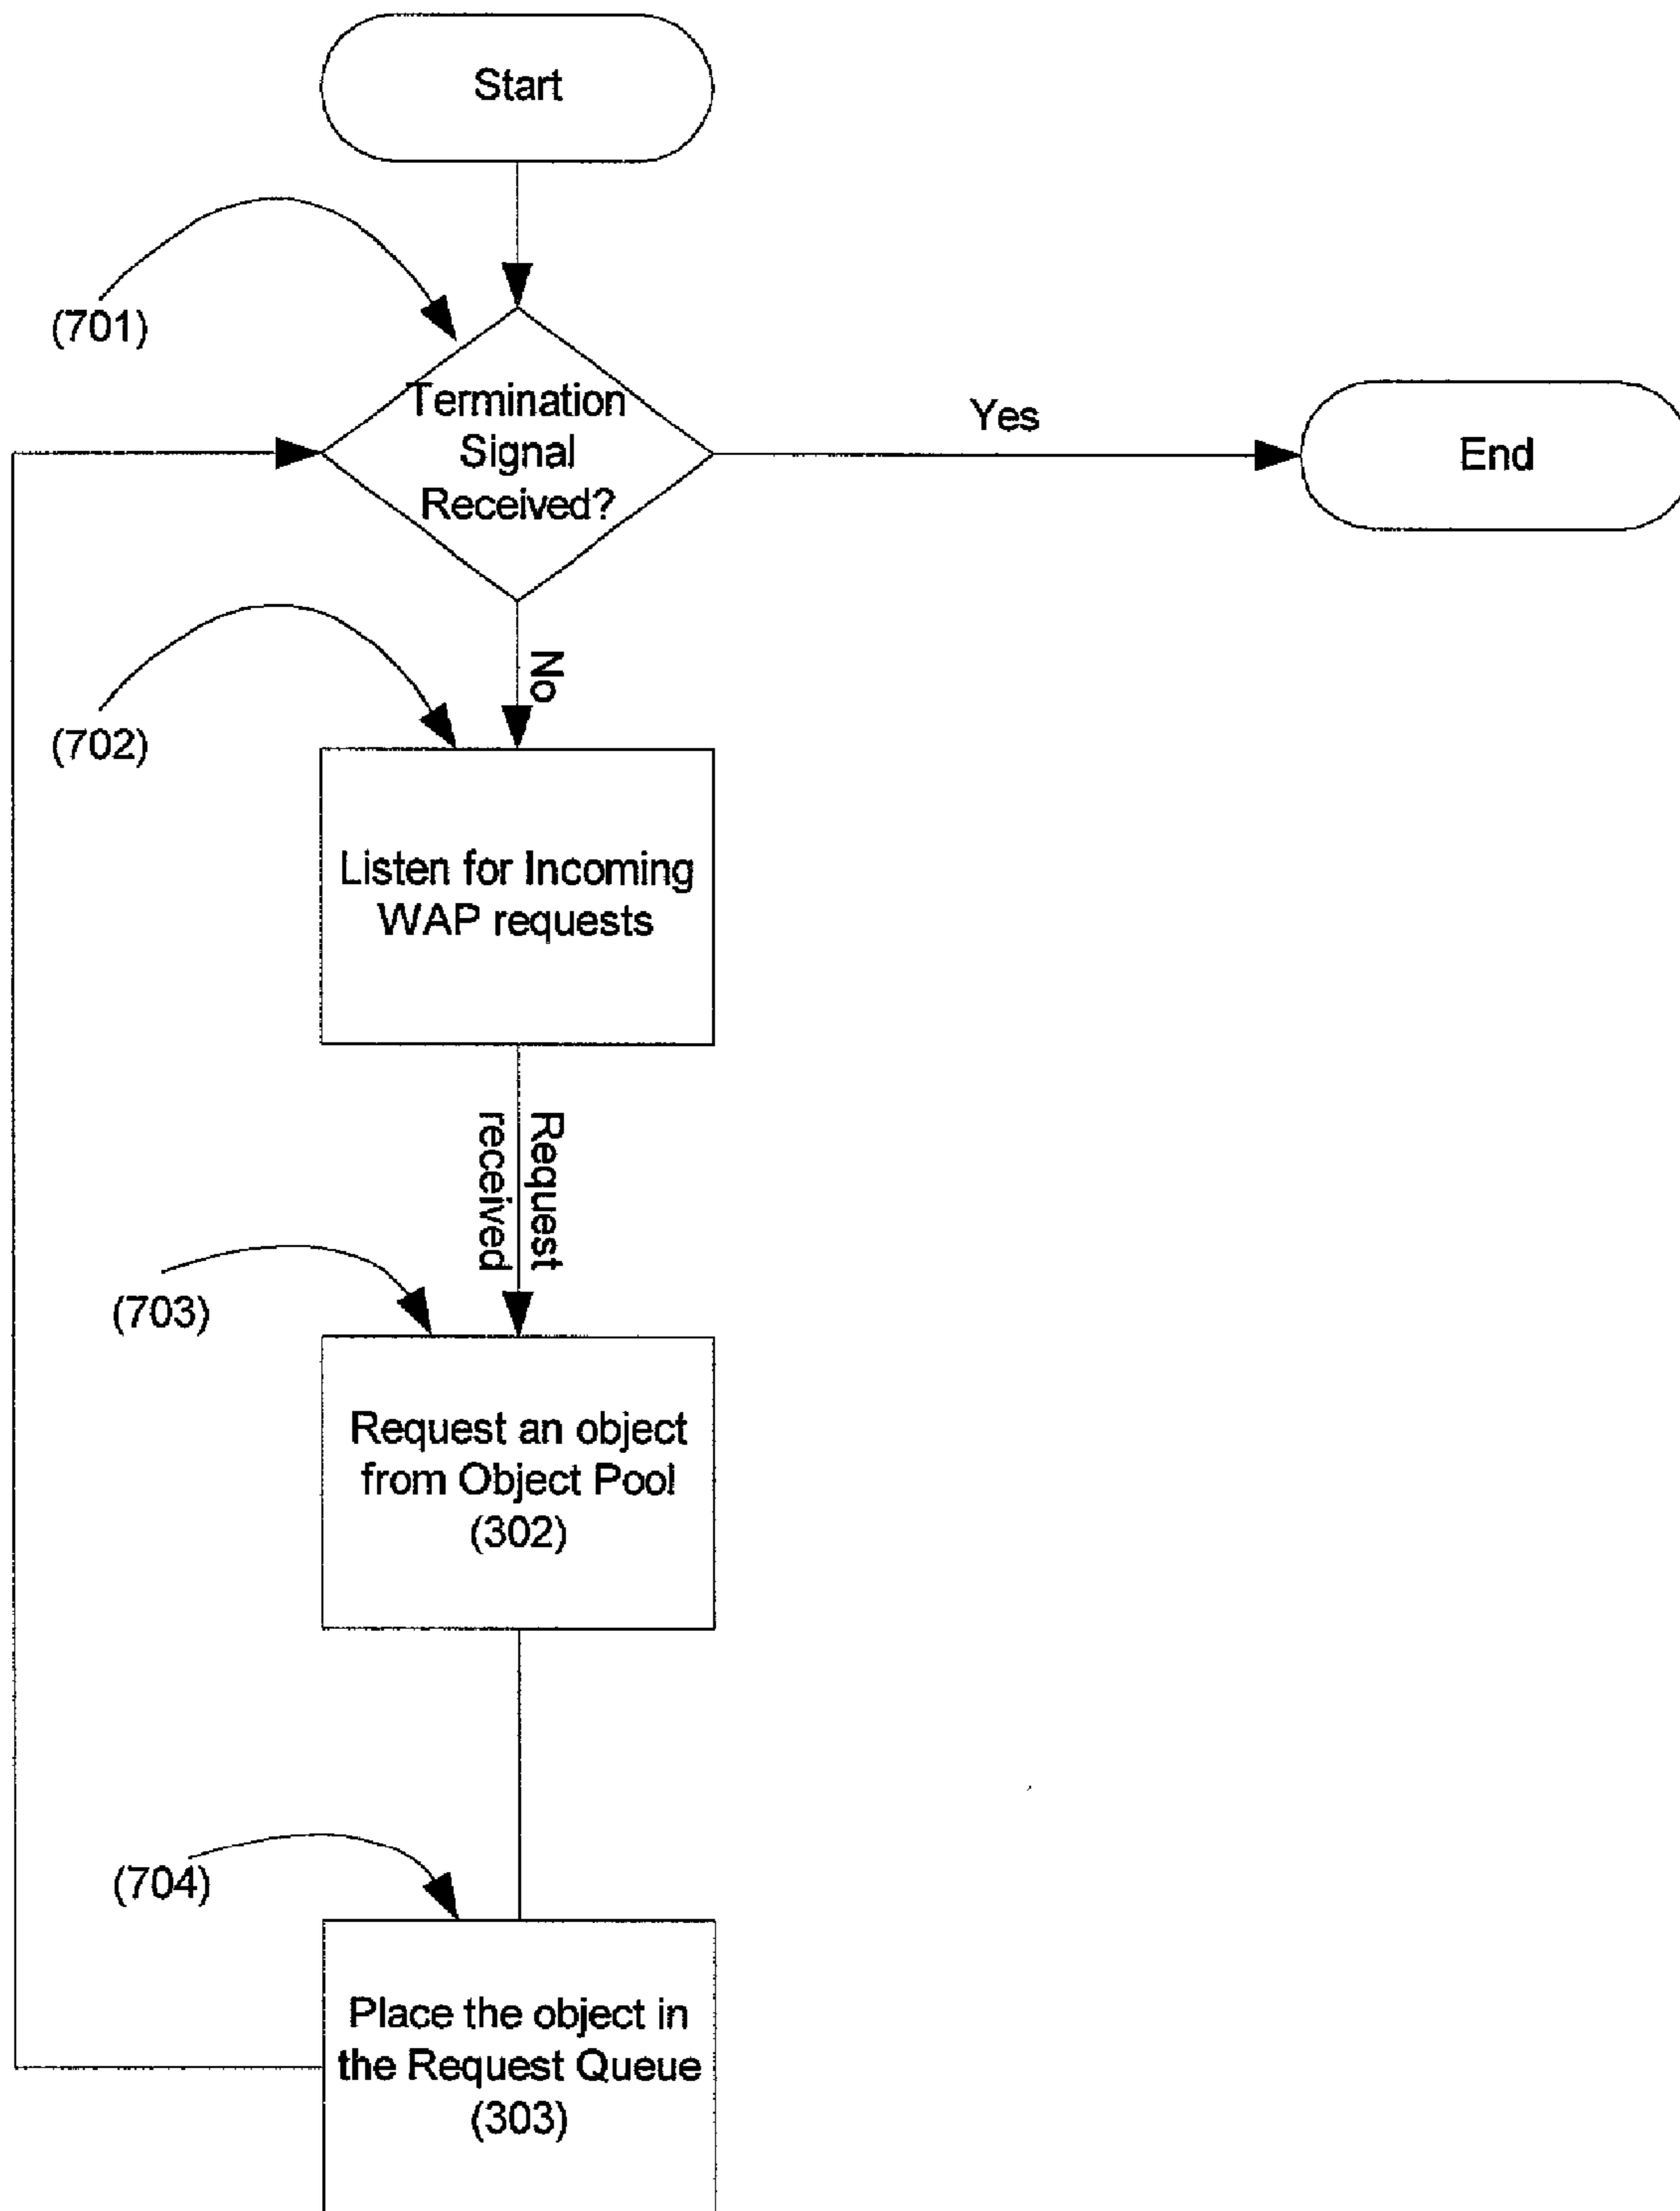 Start
(701)
Termination
Signal
Received?
Yes
End
No
(702)
Listen for Incoming
WAP requests
Request
received
(703)
Request an object
from Object Pool
(302)
(704)
Place the object in
the Request Queue
(303)